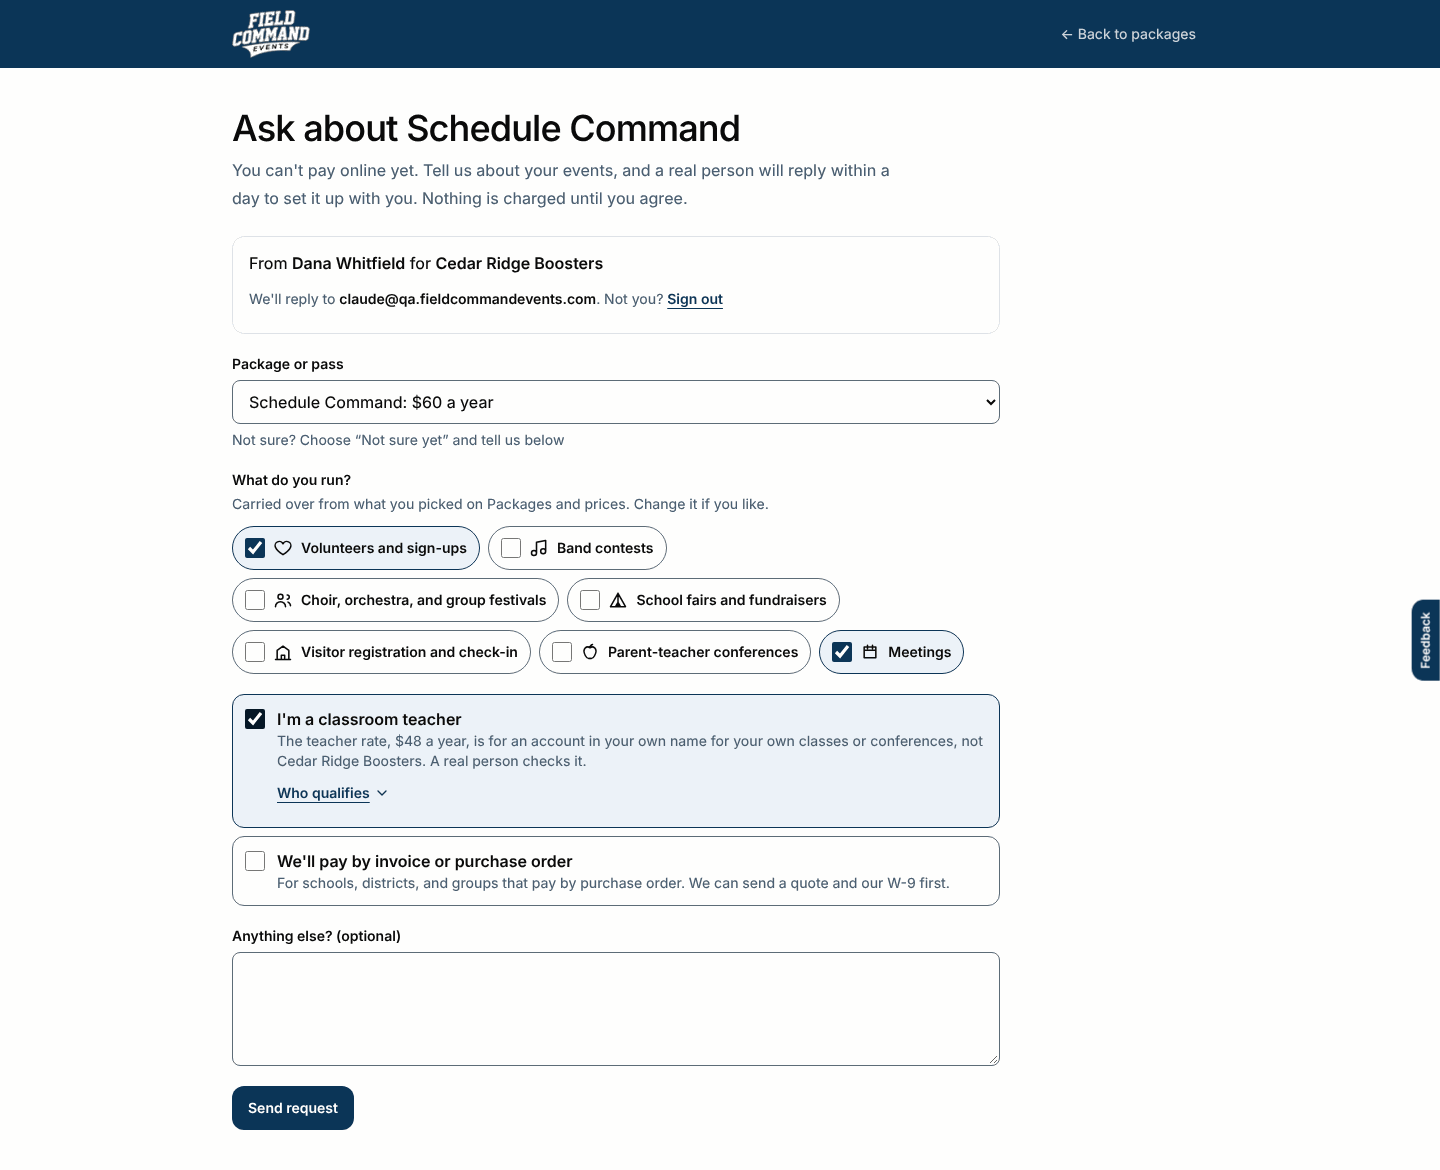 FIELD
COMMAND
EVENTS
← Back to packages
Ask about Schedule Command
You can't pay online yet. Tell us about your events, and a real person will reply within a
day to set it up with you. Nothing is charged until you agree.
From Dana Whitfield for Cedar Ridge Boosters
We'll reply to claude@qa.fieldcommandevents.com. Not you? Sign out
Package or pass
Schedule Command: $60 a year
Not sure? Choose “Not sure yet” and tell us below
What do you run?
Carried over from what you picked on Packages and prices. Change it if you like.
Volunteers and sign-ups
Band contests
Choir, orchestra, and group festivals
School fairs and fundraisers
Visitor registration and check-in
Parent-teacher conferences
Meetings
I'm a classroom teacher
The teacher rate, $48 a year, is for an account in your own name for your own classes or conferences, not
Cedar Ridge Boosters. A real person checks it.
Who qualifies
We'll pay by invoice or purchase order
For schools, districts, and groups that pay by purchase order. We can send a quote and our W-9 first.
Anything else? (optional)
Send request
Feedback